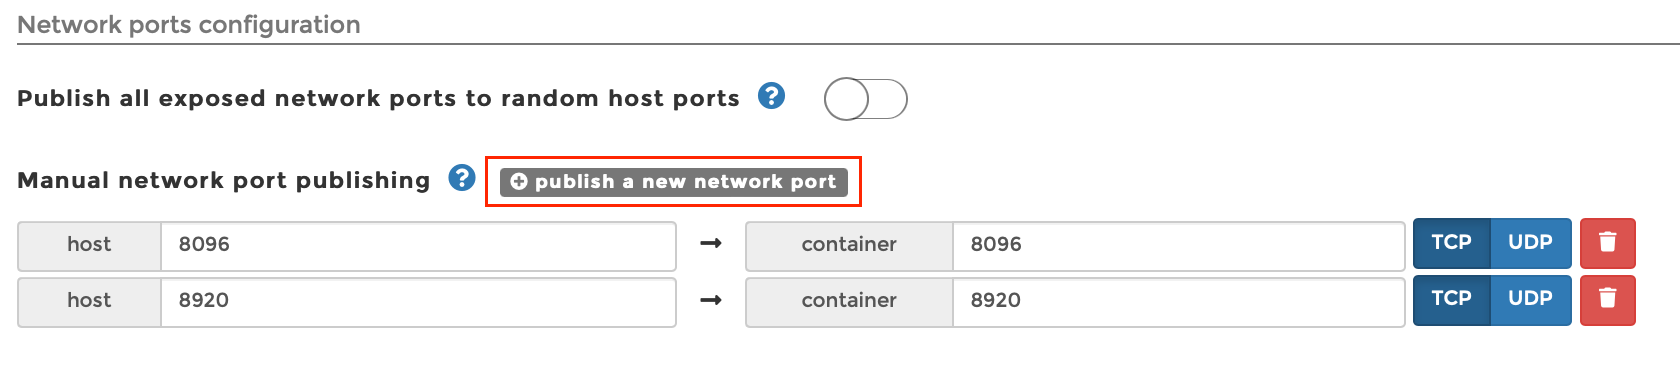 Network ports configuration
Publish all exposed network ports to random host ports ?
Manual network port publishing ? publish a new network port
host 8096 → container 8096 TCP UDP
host 8920 → container 8920 TCP UDP